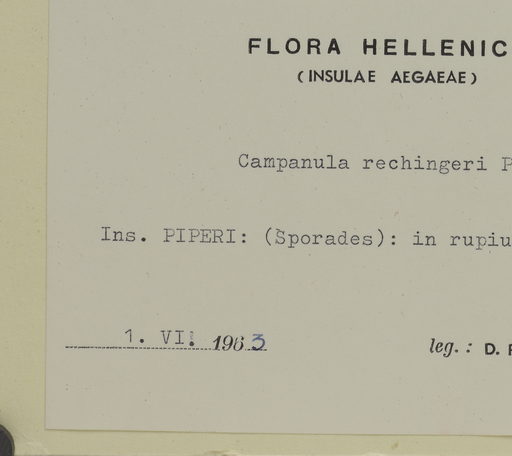 FLORA HELLENIC
(INSULAE AEGAEAE)
Campanula rechingeri P
Ins. PIPERI: (Sporades): in rupiu
1. VI. 1963
leg. : D. P